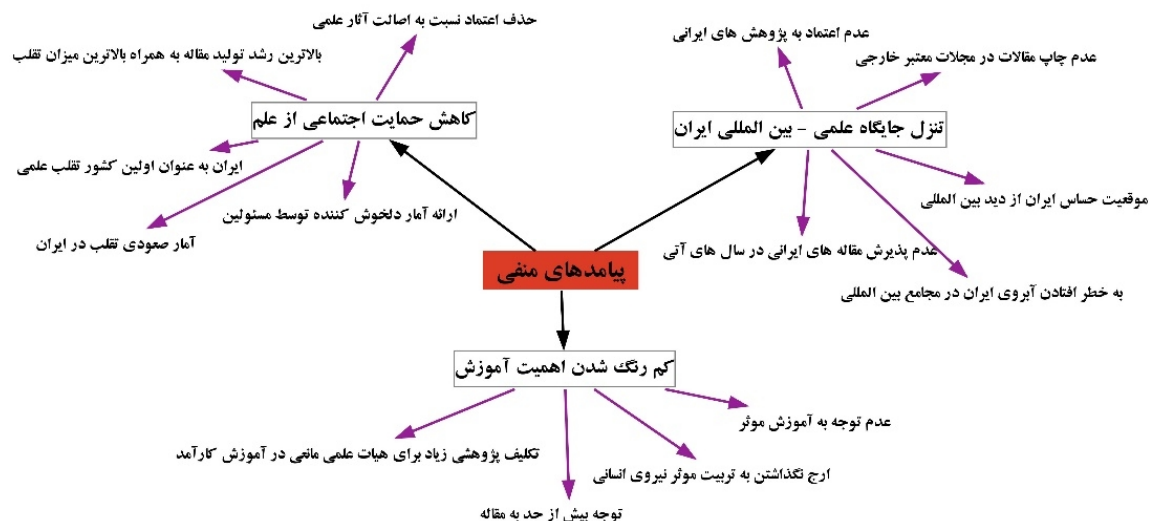 حذف اعتماد نسبت به اصالت آثار علمی
عدم اعتماد به پژوهش های ایرانی
عدم چاپ مقالات در مجلات معتبر خارجی
بالاترین رشد تولید مقاله به همراه بالاترین میزان تقلب
تنزل جایگاه علمی - بین المللی ایران
کاهش حمایت اجتماعی از علم
ایران به عنوان اولین کشور تقلب علمی
موقعیت حساس ایران از دید بین المللی
ارائه آمار دلخوش کننده توسط مسئولین
آمار صعودی تقلب در ایران
عدم پذیرش مقاله های ایرانی در سال های آتی
پیامدهای منفی
به خطر افتادن آبروی ایران در مجامع بین المللی
کم رنگ شدن اهمیت آموزش
عدم توجه به آموزش موثر
تکلیف پژوهشی زیاد برای هیات علمی مانعی در آموزش کارآمد
ارج نگذاشتن به تربیت موثر نیروی انسانی
توجه بیش از حد به مقاله